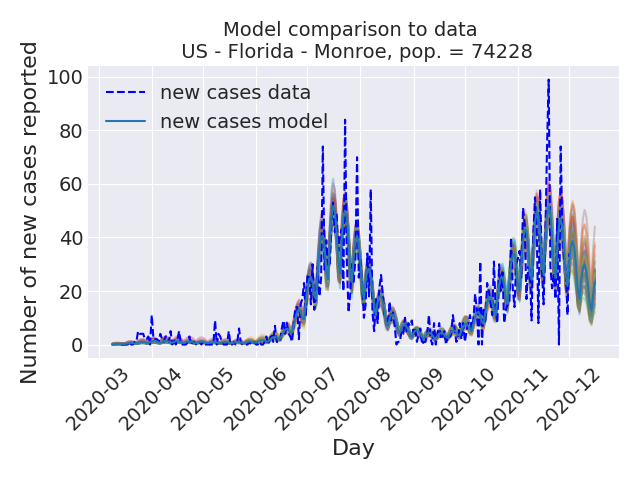 Model comparison to data
US - Florida - Monroe, pop. = 74228
Number of new cases reported
100
80
60
40
20
0
new cases data
new cases model
2020-03
2020-04
2020-05
2020-06
2020-07
2020-08
2020-09
2020-10
2020-11
2020-12
Day